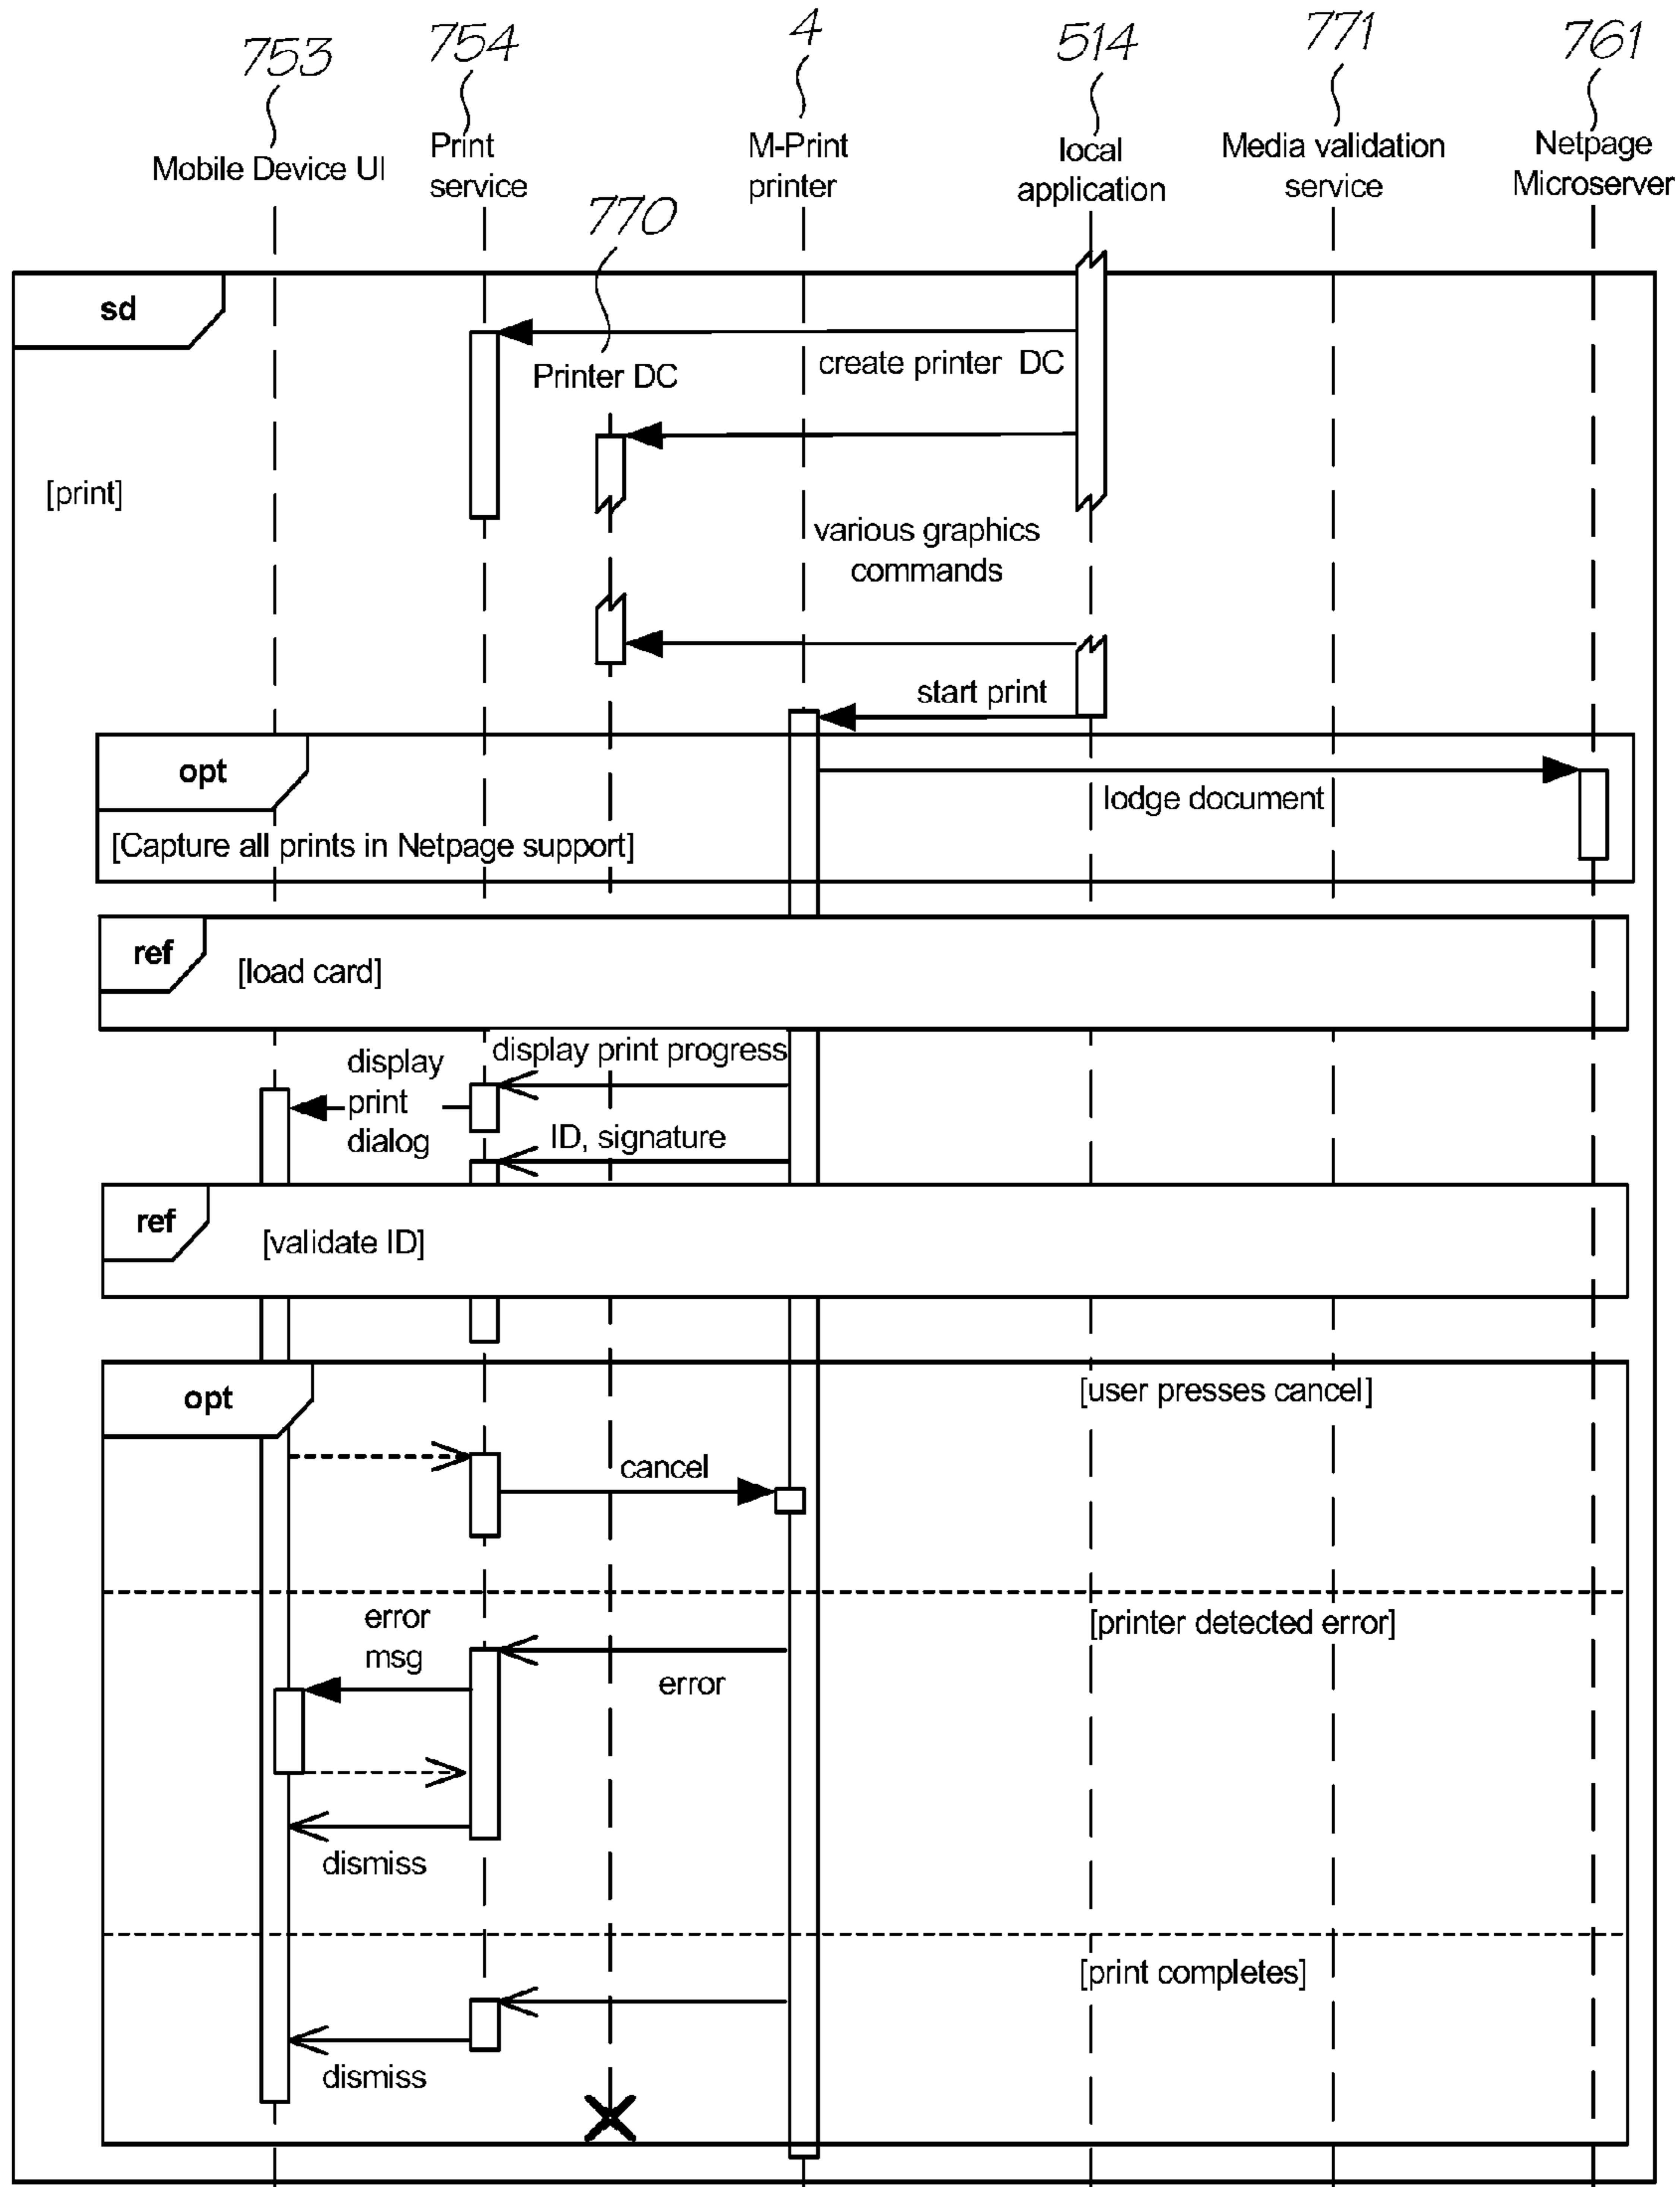 753
754
4
514
771
761
Mobile Device UI
Print
service
M-Print
printer
local
application
Media validation
service
Netpage
Microserver
770
sd
Printer DC
create printer DC
[print]
various graphics
commands
start print
opt
lodge document
[Capture all prints in Netpage support]
ref
[load card]
display print progress
display
print
dialog
ID, signature
ref
[validate ID]
opt
[user presses cancel]
cancel
error
msg
[printer detected error]
error
dismiss
[print completes]
dismiss